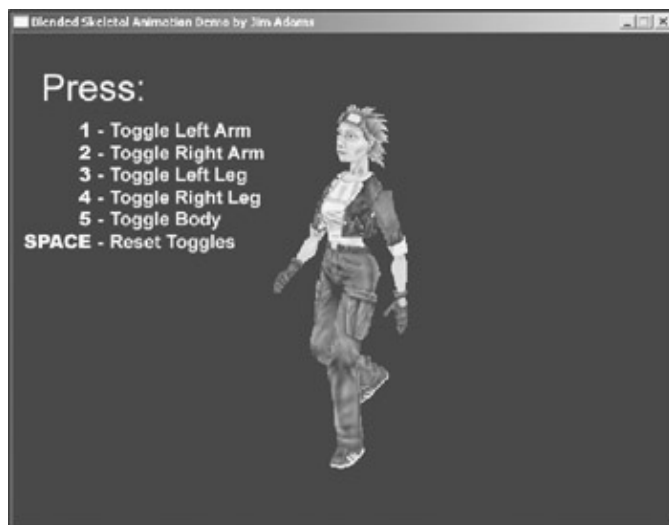 Blended Skeletal Animation Demo by Jim Adams
Press:
1 - Toggle Left Arm
2 - Toggle Right Arm
3 - Toggle Left Leg
4 - Toggle Right Leg
5 - Toggle Body
SPACE - Reset Toggles